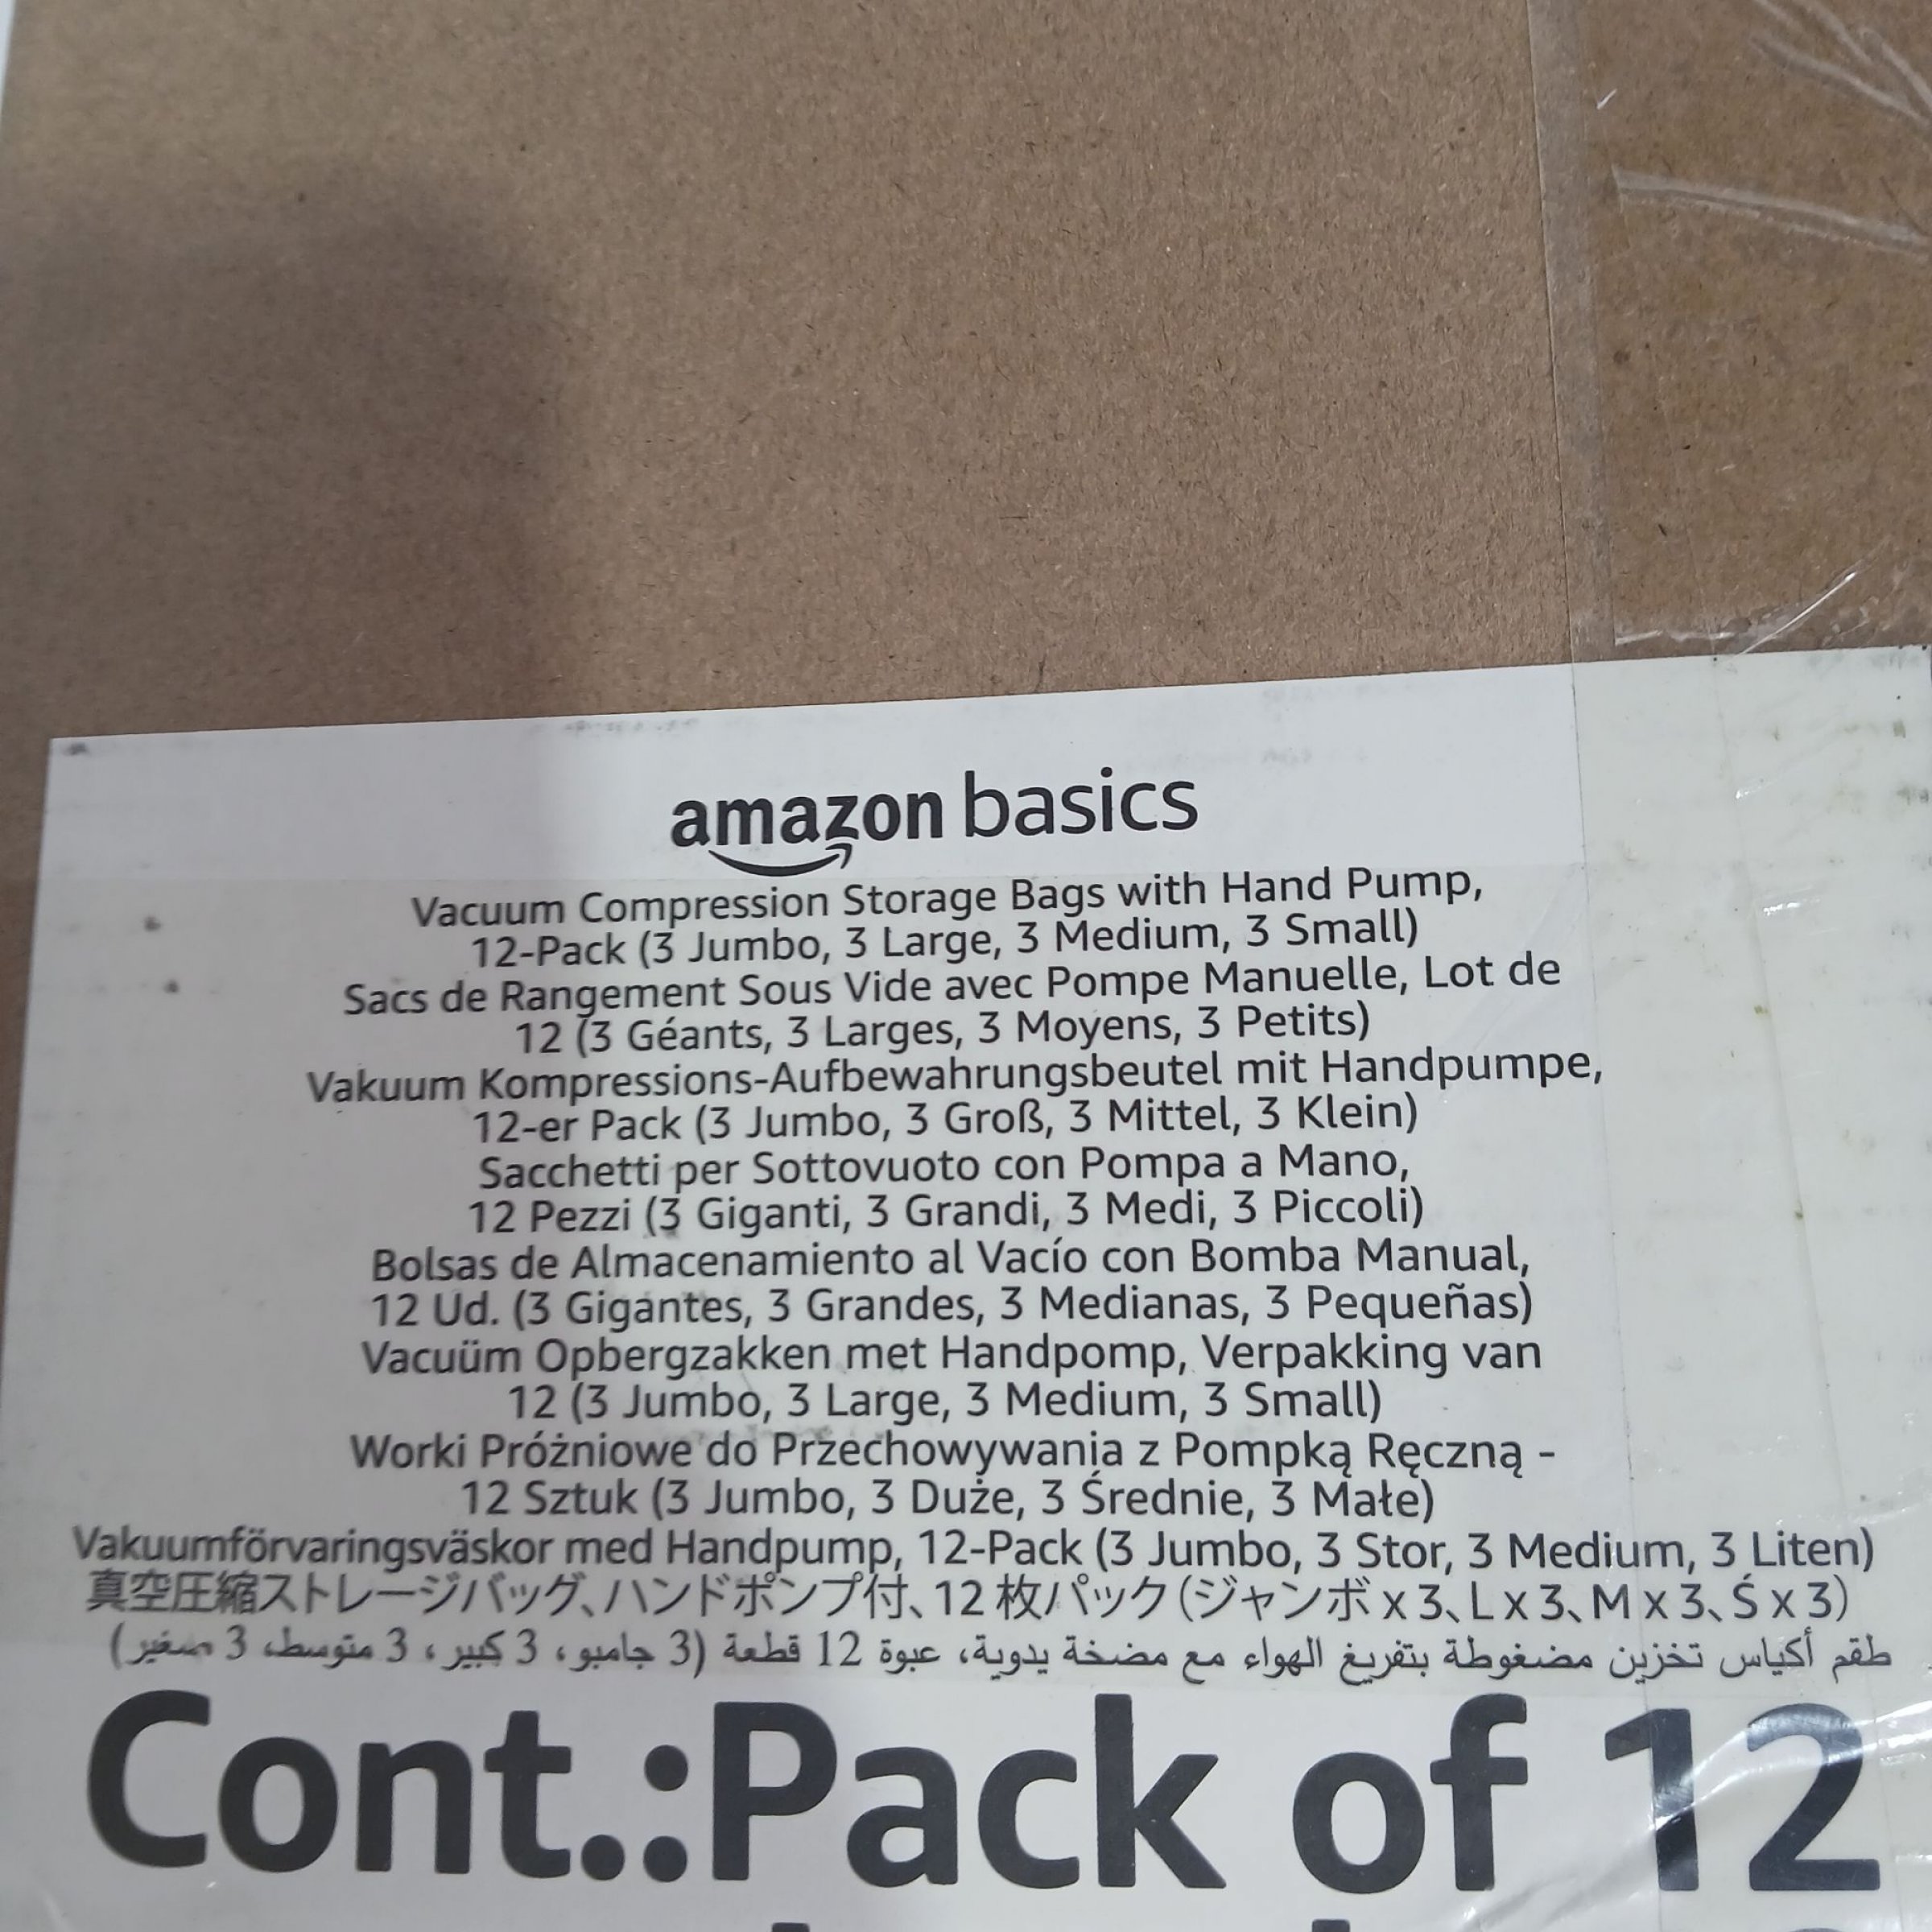 amazon basics
Vacuum Compression Storage Bags with Hand Pump,
12-Pack (3 Jumbo, 3 Large, 3 Medium, 3 Small)
Sacs de Rangement Sous Vide avec Pompe Manuelle, Lot de
12 (3 Géants, 3 Larges, 3 Moyens, 3 Petits)
Vakuum Kompressions-Aufbewahrungsbeutel mit Handpumpe,
12-er Pack (3 Jumbo, 3 Groß, 3 Mittel, 3 Klein)
Sacchetti per Sottovuoto con Pompa a Mano,
12 Pezzi (3 Giganti, 3 Grandi, 3 Medi, 3 Piccoli)
Bolsas de Almacenamiento al Vacío con Bomba Manual,
12 Ud. (3 Gigantes, 3 Grandes, 3 Medianas, 3 Pequeñas)
Vacuüm Opbergzakken met Handpomp, Verpakking van
12 (3 Jumbo, 3 Large, 3 Medium, 3 Small)
Worki Próżniowe do Przechowywania z Pompką Ręczną -
12 Sztuk (3 Jumbo, 3 Duże, 3 Średnie, 3 Małe)
Vakuumförvaringsväskor med Handpump, 12-Pack (3 Jumbo, 3 Stor, 3 Medium, 3 Liten)
真空圧縮ストレージバッグ、ハンドポンプ付、12 枚パック（ジャンボ x 3、L x 3、M x 3、Ś x 3）
طقم أكياس تخزين مضغوطة بتفريغ الهواء مع مضخة يدوية، عبوة 12 قطعة (3 جامبو، 3 كبير، 3 متوسط، 3 صغير)
Cont.:Pack of 12